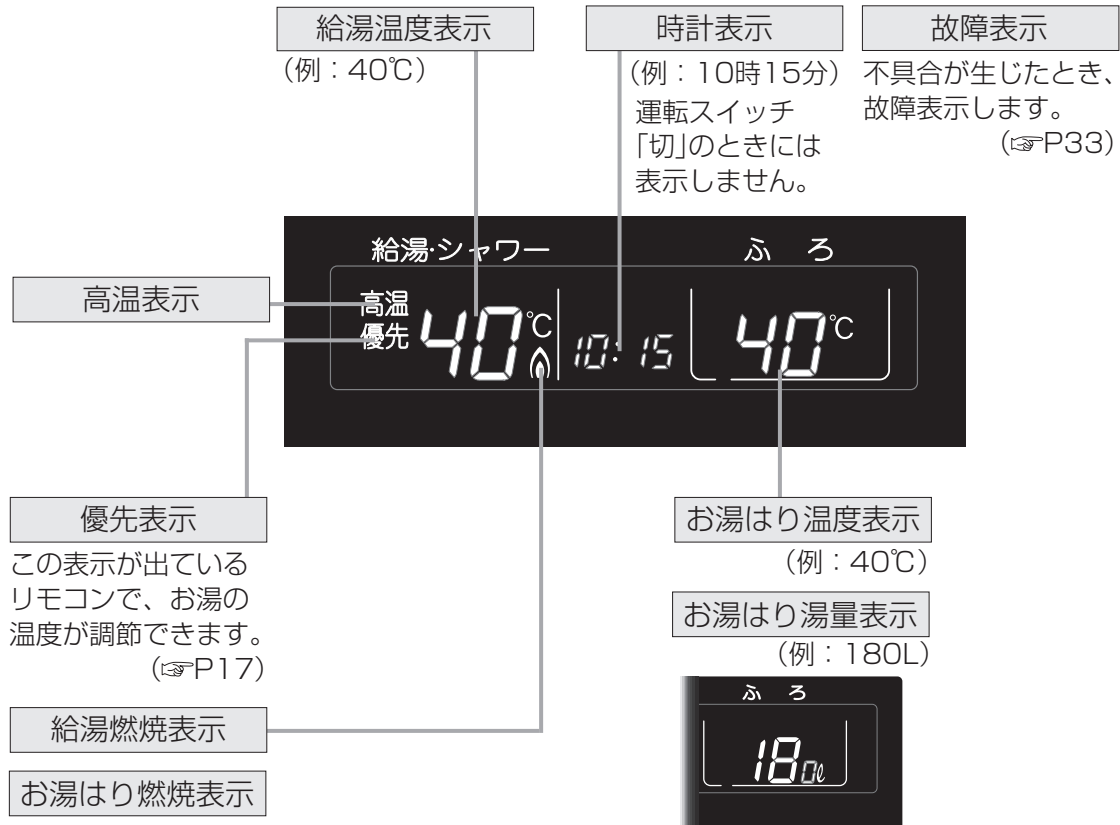 給湯温度表示
(例：40℃)
時計表示
(例：10時15分)
運転スイッチ
「切」のときには
表示しません。
故障表示
不具合が生じたとき、
故障表示します。
(☞P33)
給湯・シャワー
ふろ
高温表示
高温
優先
40℃
10:15
40℃
優先表示
この表示が出ている
リモコンで、お湯の
温度が調節できます。
(☞P17)
お湯はり温度表示
(例：40℃)
お湯はり湯量表示
(例：180L)
ふろ
180ℓ
給湯燃焼表示
お湯はり燃焼表示